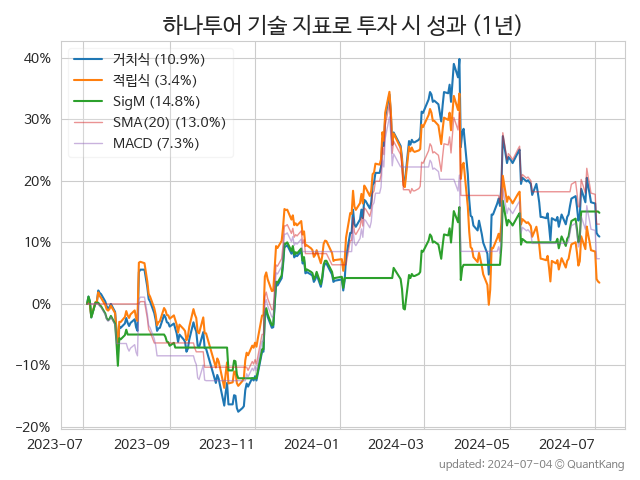 하나투어 기술 지표로 투자 시 성과 (1년)
거치식 (10.9%)
적립식 (3.4%)
SigM (14.8%)
SMA(20) (13.0%)
MACD (7.3%)
40%
30%
20%
10%
0%
−10%
−20%
2023-07 2023-09 2023-11 2024-01 2024-03 2024-05 2024-07
updated: 2024-07-04 © QuantKang